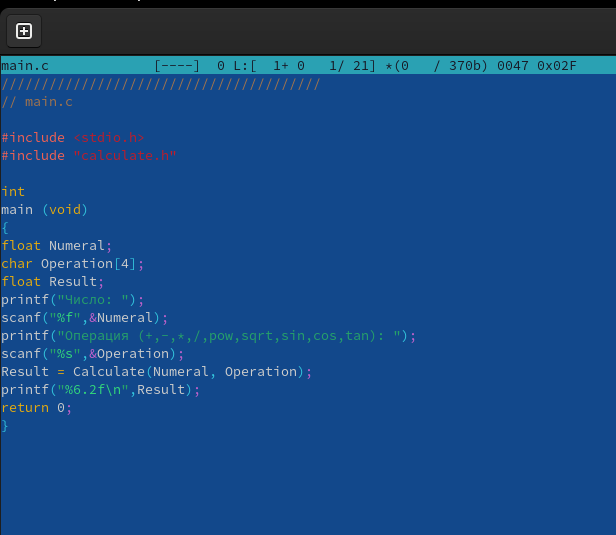 main.c [----] 0 L:[ 1+ 0 1/ 21] *(0 / 370b) 0047 0x02F
////////////////////////////////////////
// main.c
#include <stdio.h>
#include "calculate.h"
int
main (void)
{
float Numeral;
char Operation[4];
float Result;
printf("Число: ");
scanf("%f",&Numeral);
printf("Операция (+,-,*,/,pow,sqrt,sin,cos,tan): ");
scanf("%s",&Operation);
Result = Calculate(Numeral, Operation);
printf("%6.2f\n",Result);
return 0;
}